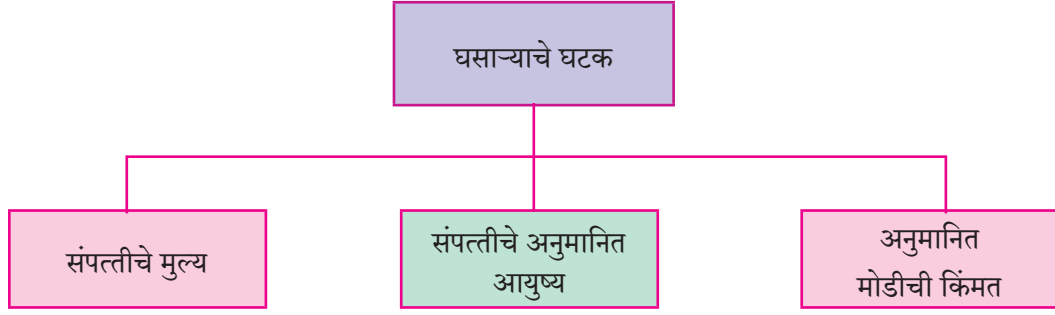 घसाऱ्याचे घटक
संपत्तीचे मुल्य
संपत्तीचे अनुमानित
आयुष्य
अनुमानित
मोडीची किंमत